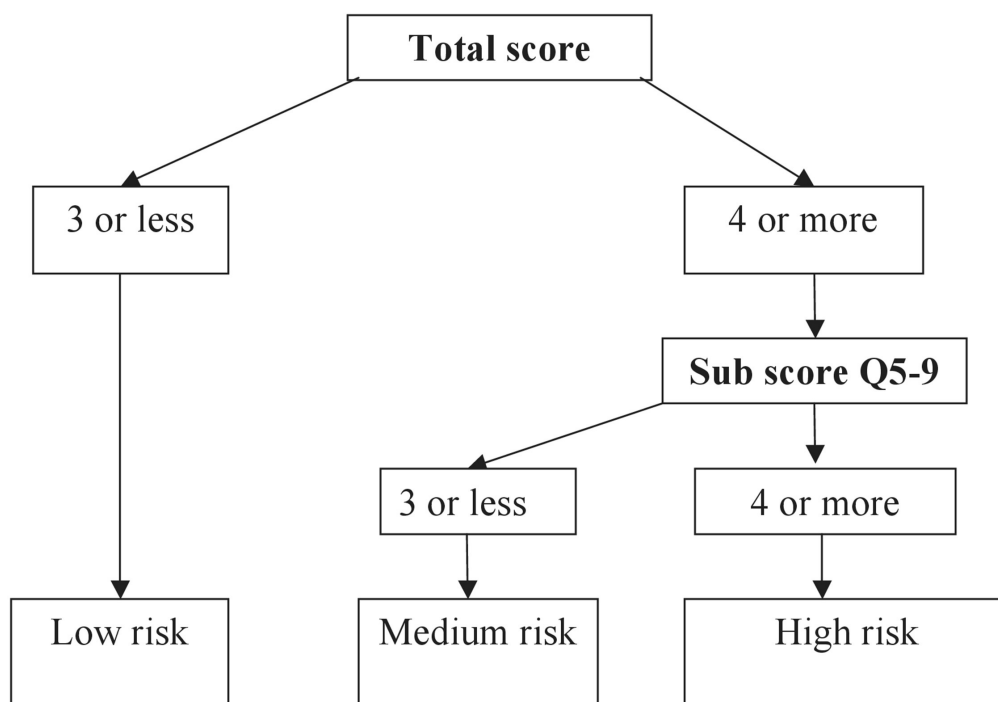 Total score
3 or less
4 or more
Sub score Q5-9
3 or less
4 or more
Low risk
Medium risk
High risk